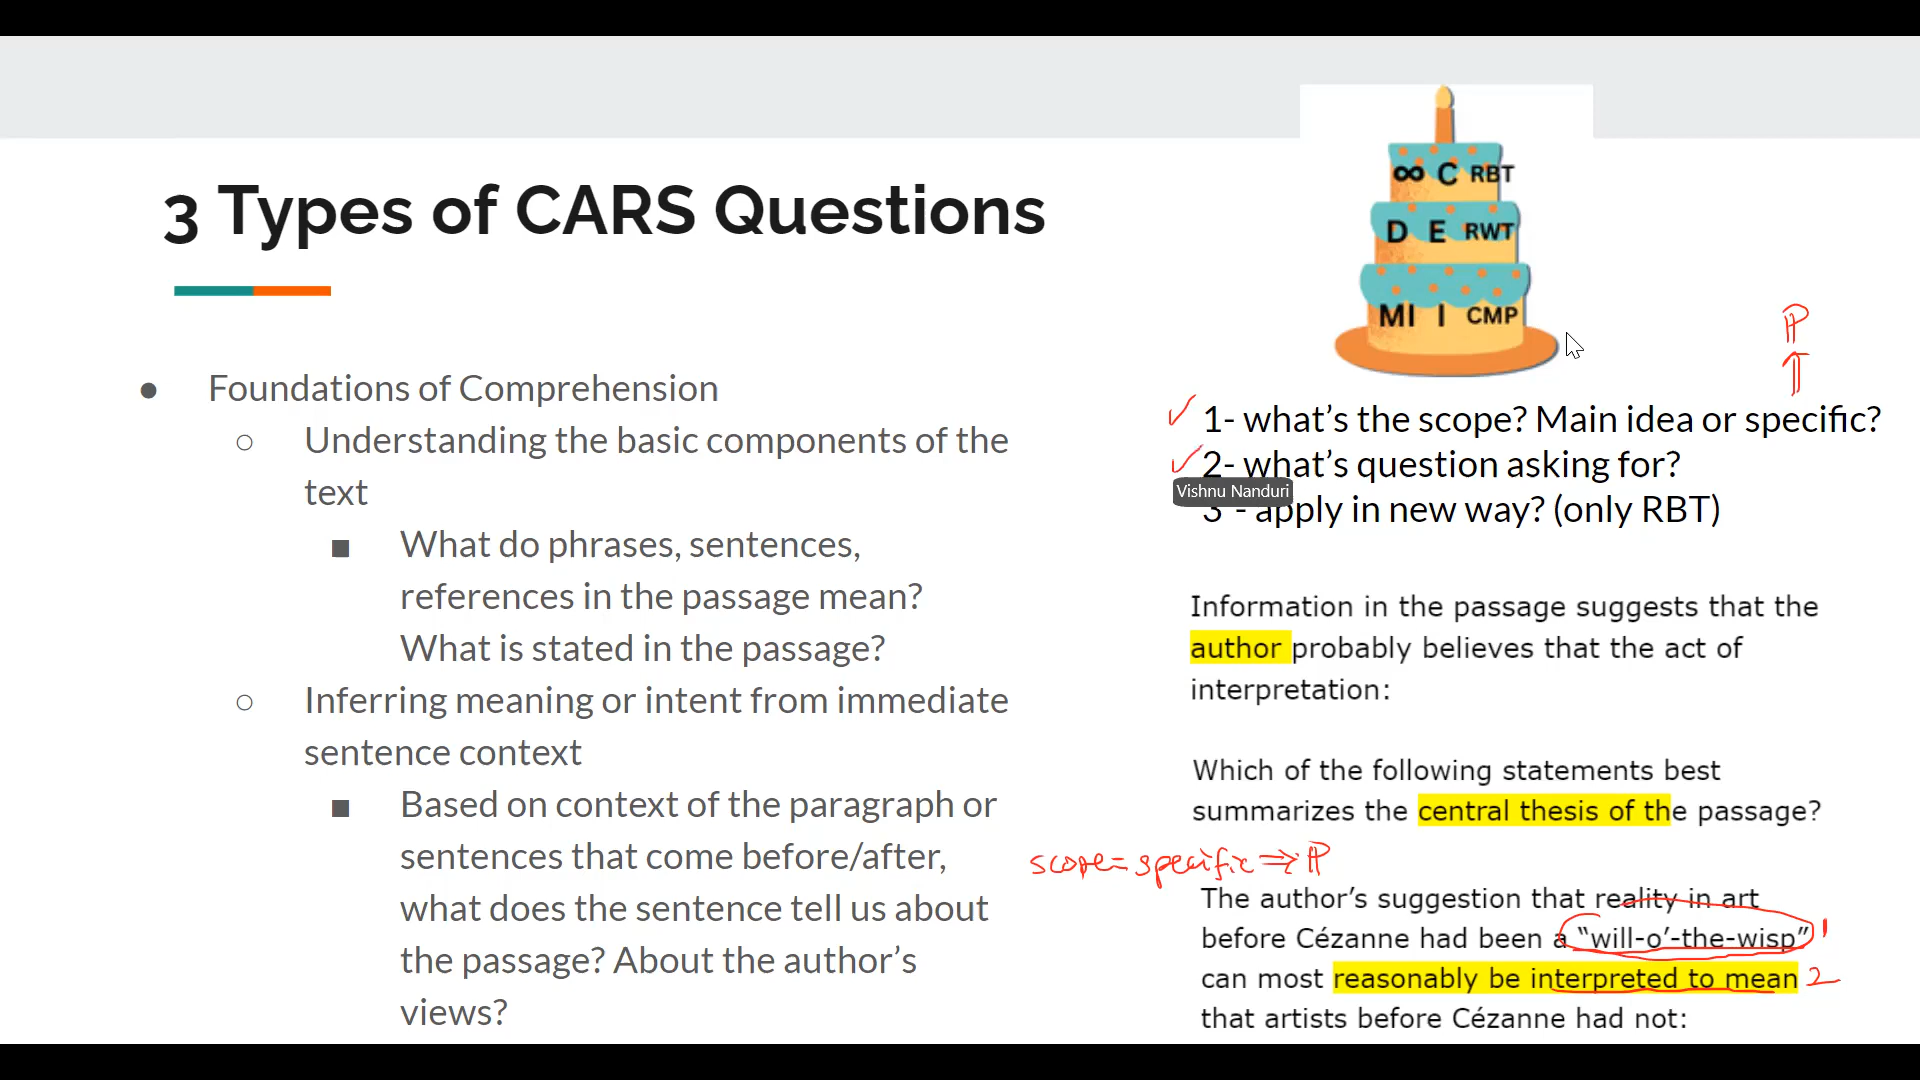 3 Types of CARS Questions
● Foundations of Comprehension
○ Understanding the basic components of the
text
■ What do phrases, sentences,
references in the passage mean?
What is stated in the passage?
○ Inferring meaning or intent from immediate
sentence context
■ Based on context of the paragraph or
sentences that come before/after,
what does the sentence tell us about
the passage? About the author’s
views?
∞ C RBT
D E RWT
MI I CMP
P
⇑
1- what’s the scope? Main idea or specific?
2- what’s question asking for?
Vishnu Nanduri
3 - apply in new way? (only RBT)
Information in the passage suggests that the
author probably believes that the act of
interpretation:
Which of the following statements best
summarizes the central thesis of the passage?
scope=specific ⇒ P
The author’s suggestion that reality in art
before Cézanne had been a “will-o’-the-wisp” 1
can most reasonably be interpreted to mean 2
that artists before Cézanne had not: